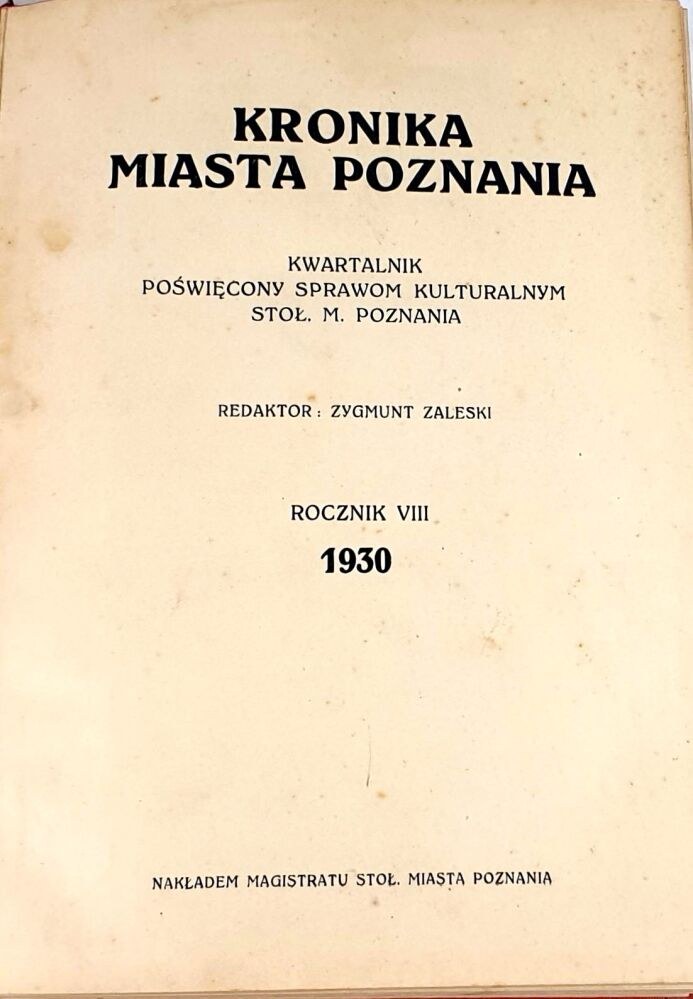 KRONIKA
MIASTA POZNANIA
KWARTALNIK
POŚWIĘCONY SPRAWOM KULTURALNYM
STOŁ. M. POZNANIA
REDAKTOR: ZYGMUNT ZALESKI
ROCZNIK VIII
1930
NAKŁADEM MAGISTRATU STOŁ. MIASTA POZNANIA